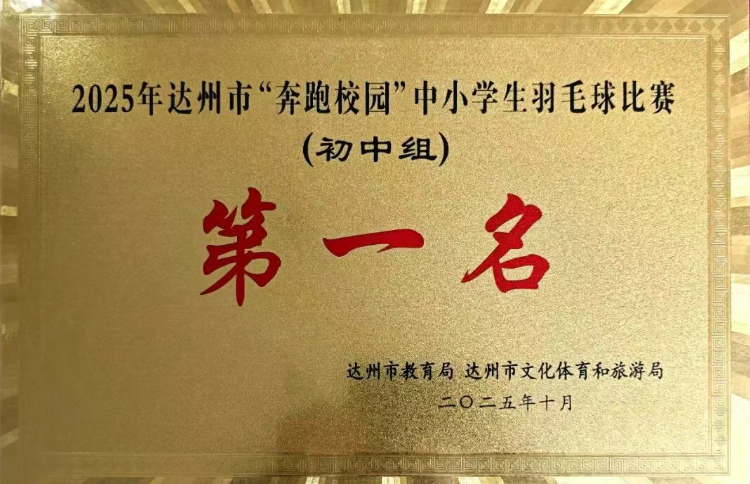 2025年达州市“奔跑校园”中小学生羽毛球比赛
(初中组)
第一名
达州市教育局 达州市文化体育和旅游局
二〇二五年十月